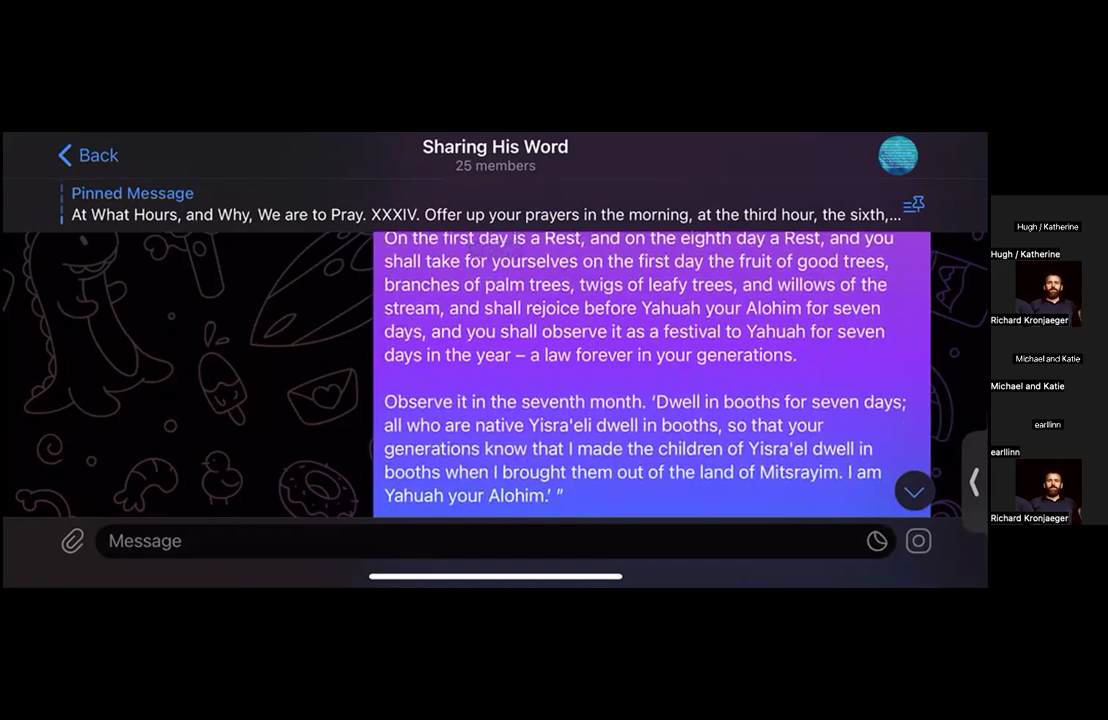 Back
Sharing His Word
25 members
Pinned Message
At What Hours, and Why, We are to Pray. XXXIV. Offer up your prayers in the morning, at the third hour, the sixth,...
On the first day is a Rest, and on the eighth day a Rest, and you
shall take for yourselves on the first day the fruit of good trees,
branches of palm trees, twigs of leafy trees, and willows of the
stream, and shall rejoice before Yahuah your Alohim for seven
days, and you shall observe it as a festival to Yahuah for seven
days in the year – a law forever in your generations.
Observe it in the seventh month. ‘Dwell in booths for seven days;
all who are native Yisra'eli dwell in booths, so that your
generations know that I made the children of Yisra'el dwell in
booths when I brought them out of the land of Mitsrayim. I am
Yahuah your Alohim.’ ”
Message
Hugh / Katherine
Hugh / Katherine
Richard Kronjaeger
Michael and Katie
Michael and Katie
earllinn
earllinn
Richard Kronjaeger